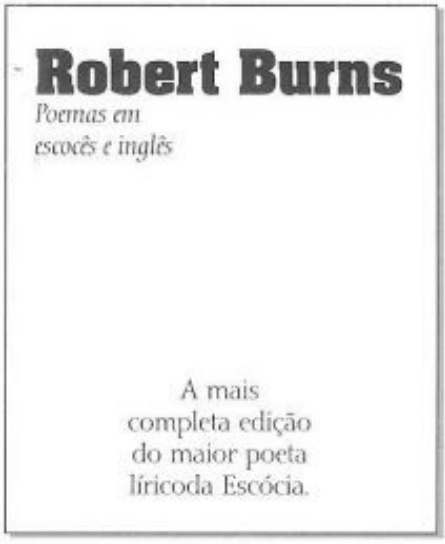 Robert Burns
Poemas em
escocês e inglês
A mais
completa edição
do maior poeta
líricoda Escócia.